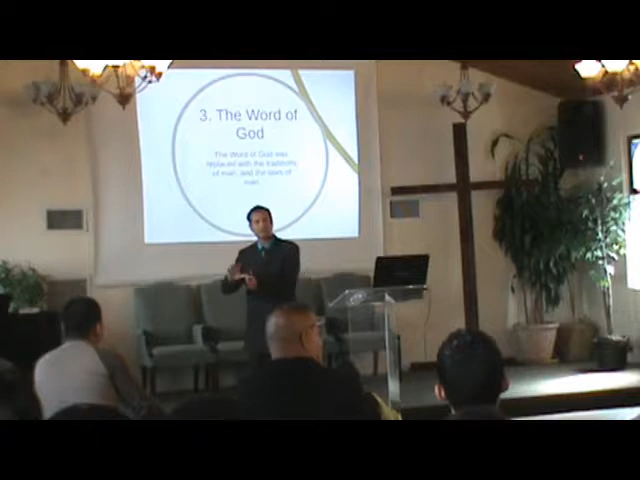 3. The Word of
God
The Word of God was
replaced with the traditions
of man, and the laws of
man.